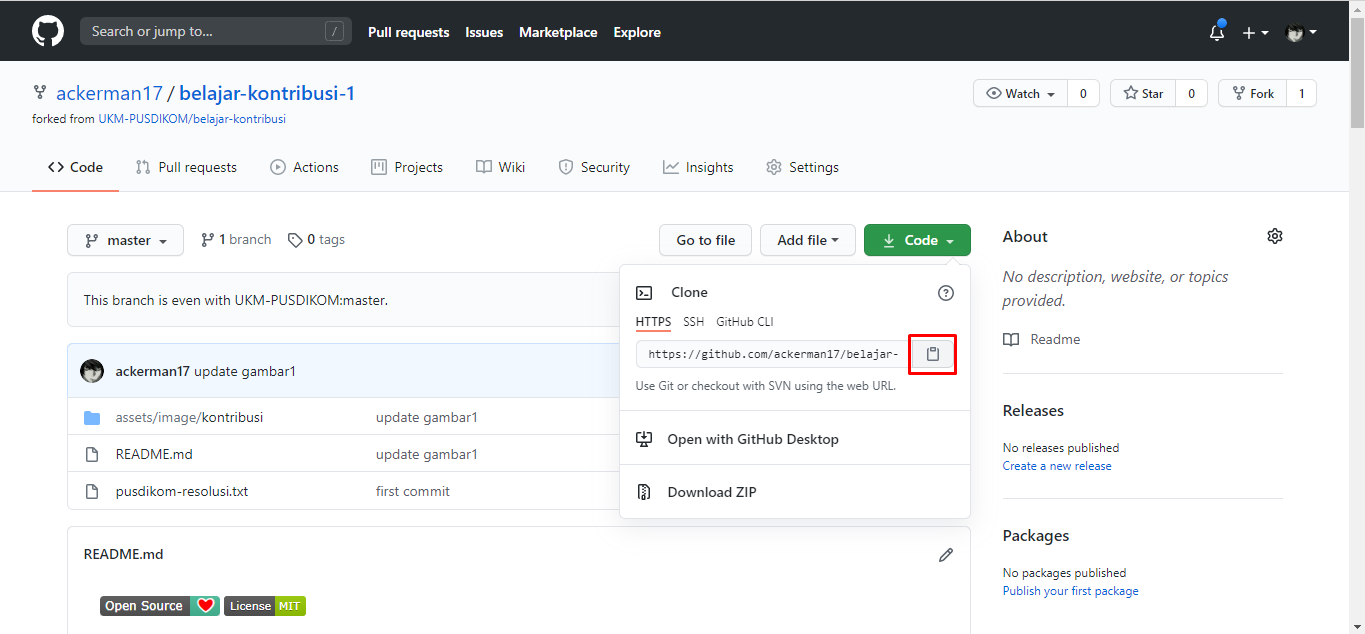 Search or jump to... /
Pull requests Issues Marketplace Explore
ackerman17 / belajar-kontribusi-1
forked from UKM-PUSDIKOM/belajar-kontribusi
Watch 0 Star 0 Fork 1
Code Pull requests Actions Projects Wiki Security Insights Settings
master 1 branch 0 tags Go to file Add file Code
This branch is even with UKM-PUSDIKOM:master.
ackerman17 update gambar1
assets/image/kontribusi update gambar1
README.md update gambar1
pusdikom-resolusi.txt first commit
Clone
HTTPS SSH GitHub CLI
https://github.com/ackerman17/belajar-
Use Git or checkout with SVN using the web URL.
Open with GitHub Desktop
Download ZIP
README.md
Open Source License MIT
About
No description, website, or topics
provided.
Readme
Releases
No releases published
Create a new release
Packages
No packages published
Publish your first package